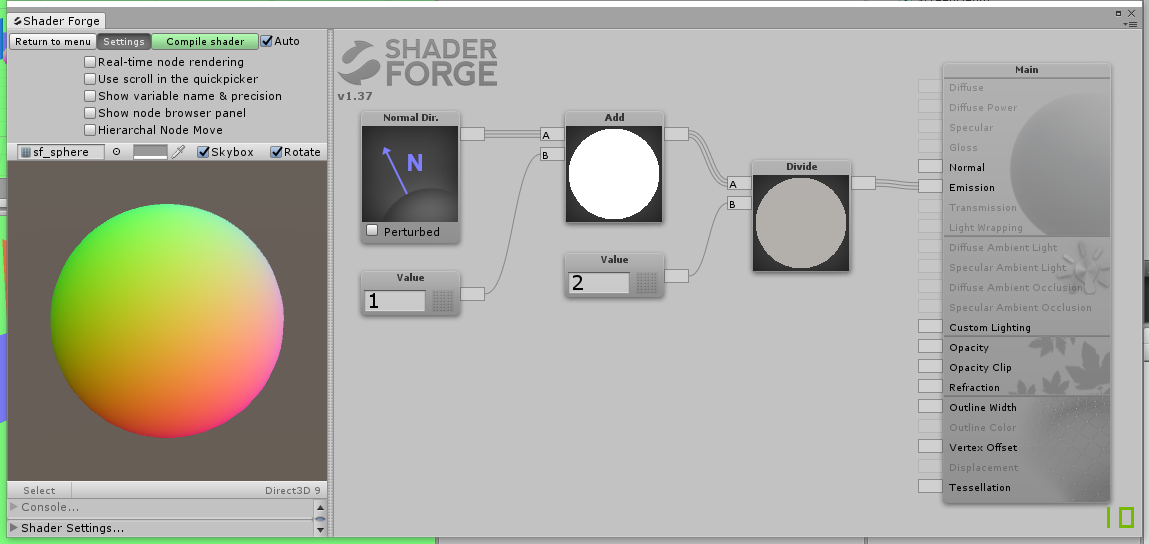 Shader Forge
Return to menu Settings Compile shader Auto
Real-time node rendering
Use scroll in the quickpicker
Show variable name & precision
Show node browser panel
Hierarchal Node Move
sf_sphere Skybox Rotate
Select Direct3D 9
Console...
Shader Settings...
SHADER
FORGE
v1.37
Normal Dir.
N
Perturbed
Value
1
Add
A
B
Value
2
Divide
A
B
Main
Diffuse
Diffuse Power
Specular
Gloss
Normal
Emission
Transmission
Light Wrapping
Diffuse Ambient Light
Specular Ambient Light
Diffuse Ambient Occlusion
Specular Ambient Occlusion
Custom Lighting
Opacity
Opacity Clip
Refraction
Outline Width
Outline Color
Vertex Offset
Displacement
Tessellation
10